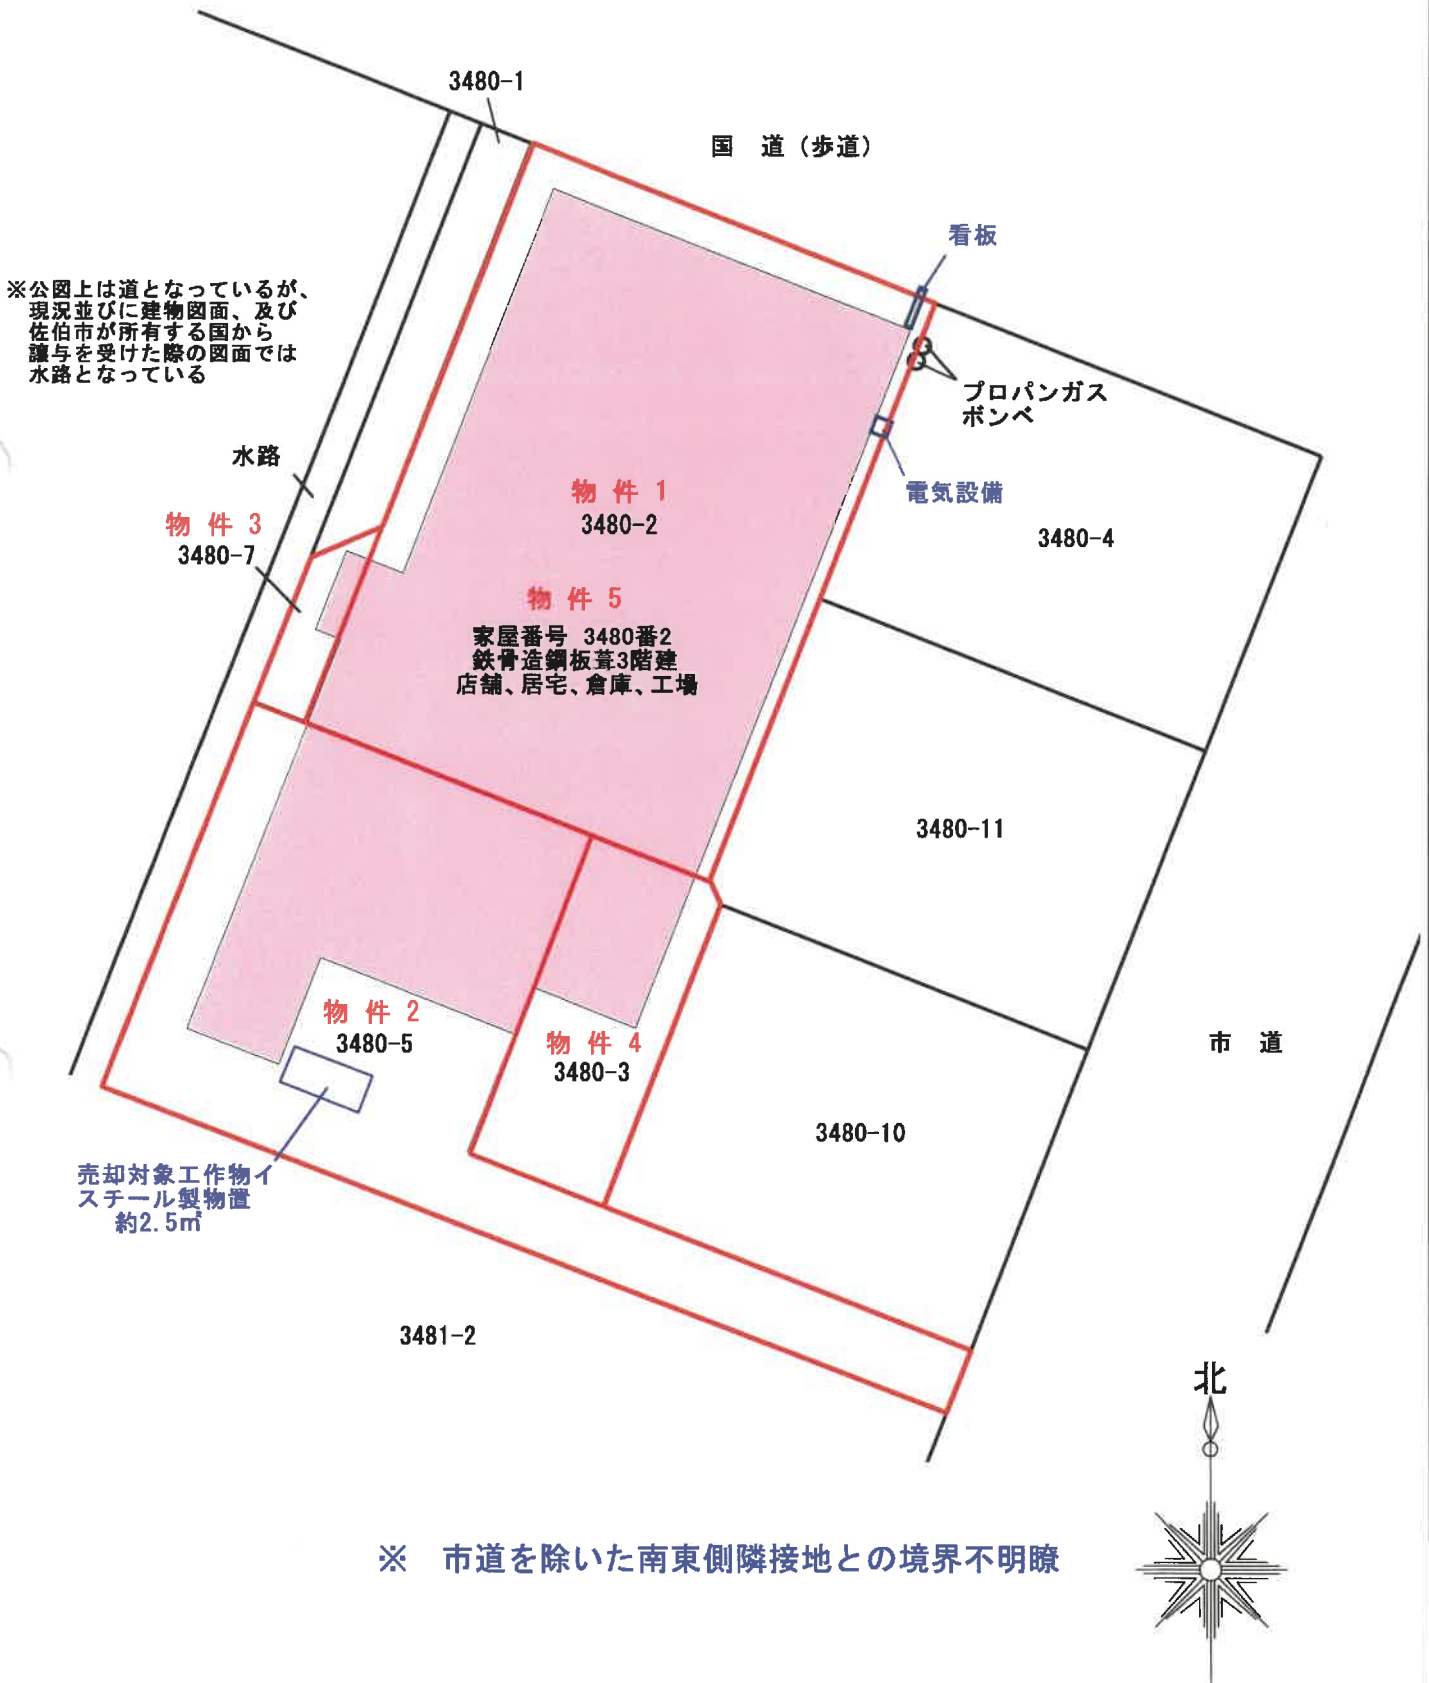 3480-1
国　道（歩道）
看板
※公図上は道となっているが、
現況並びに建物図面、及び
佐伯市が所有する国から
譲与を受けた際の図面では
水路となっている
プロパンガス
ボンベ
水路
電気設備
物 件 1
3480-2
物 件 3
3480-7
3480-4
物 件 5
家屋番号 3480番2
鉄骨造鋼板葺3階建
店舗、居宅、倉庫、工場
3480-11
物 件 2
3480-5
物 件 4
3480-3
市　道
3480-10
売却対象工作物イ
スチール製物置
約2.5㎡
3481-2
北
※　市道を除いた南東側隣接地との境界不明瞭